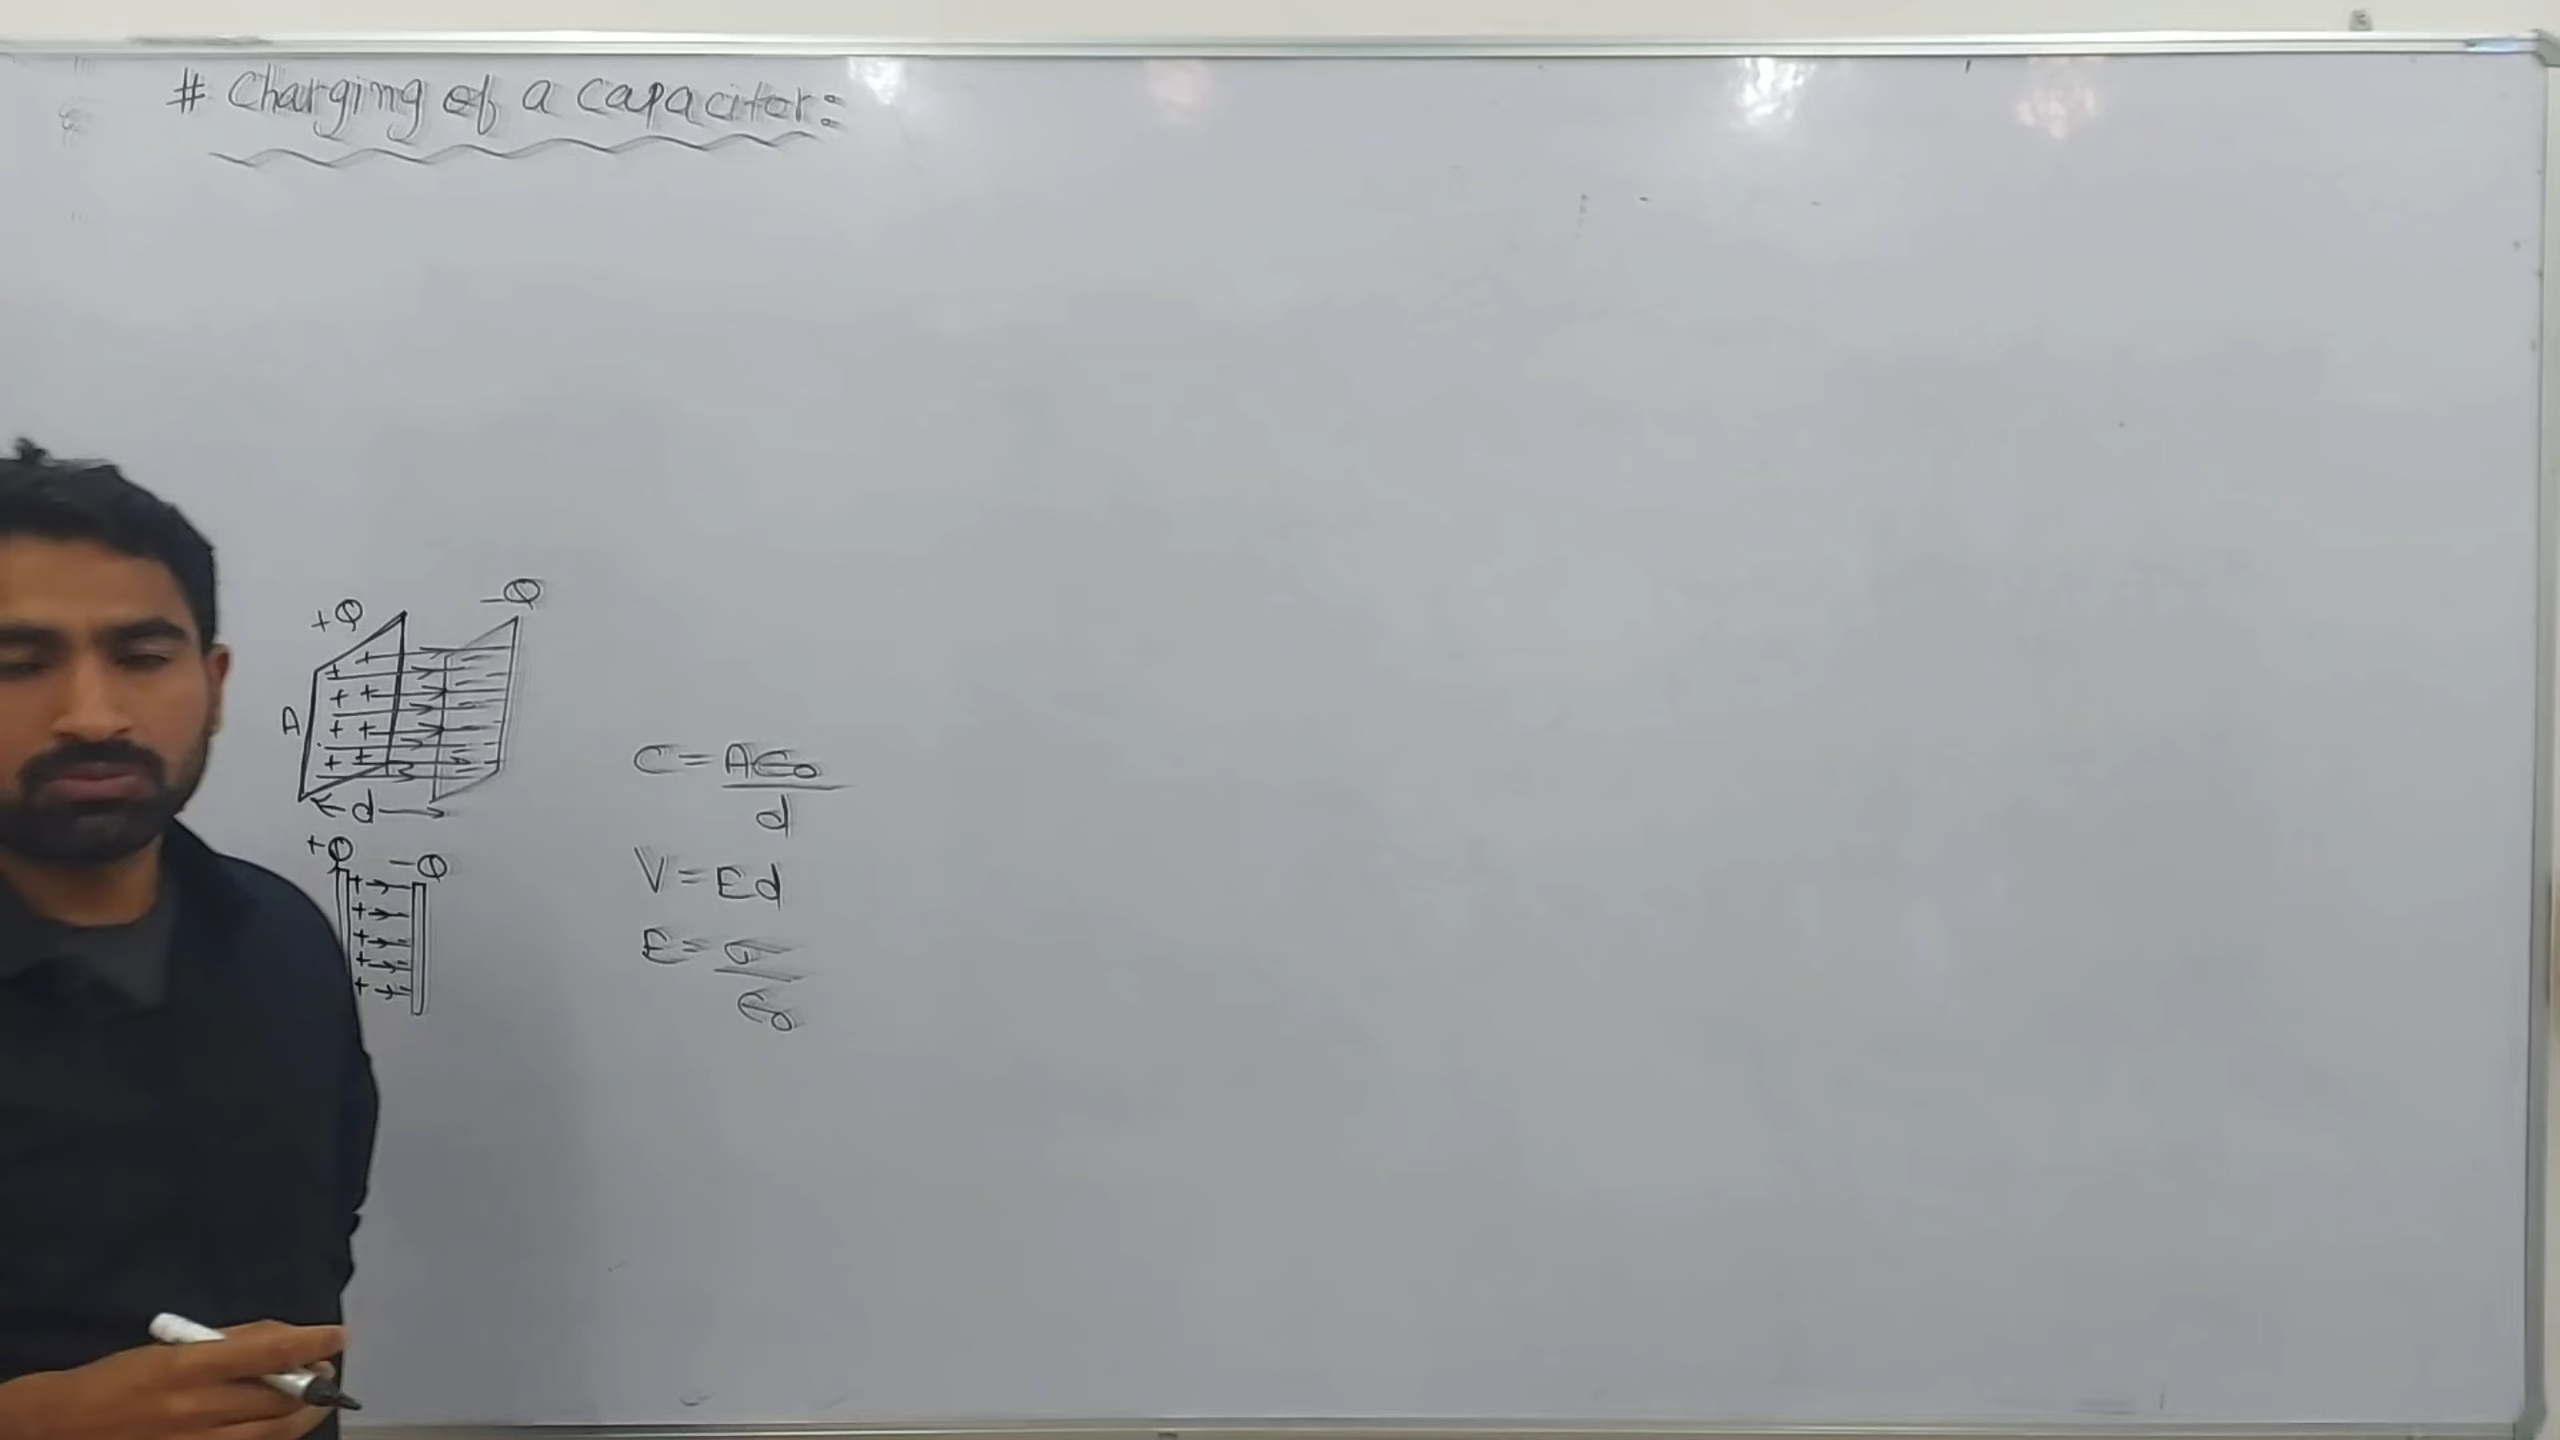 # Charging of a capacitor:
+Q -Q
A
d
+Q -Q
C = Aϵ₀
d
V = Ed
E = σ
ϵ₀